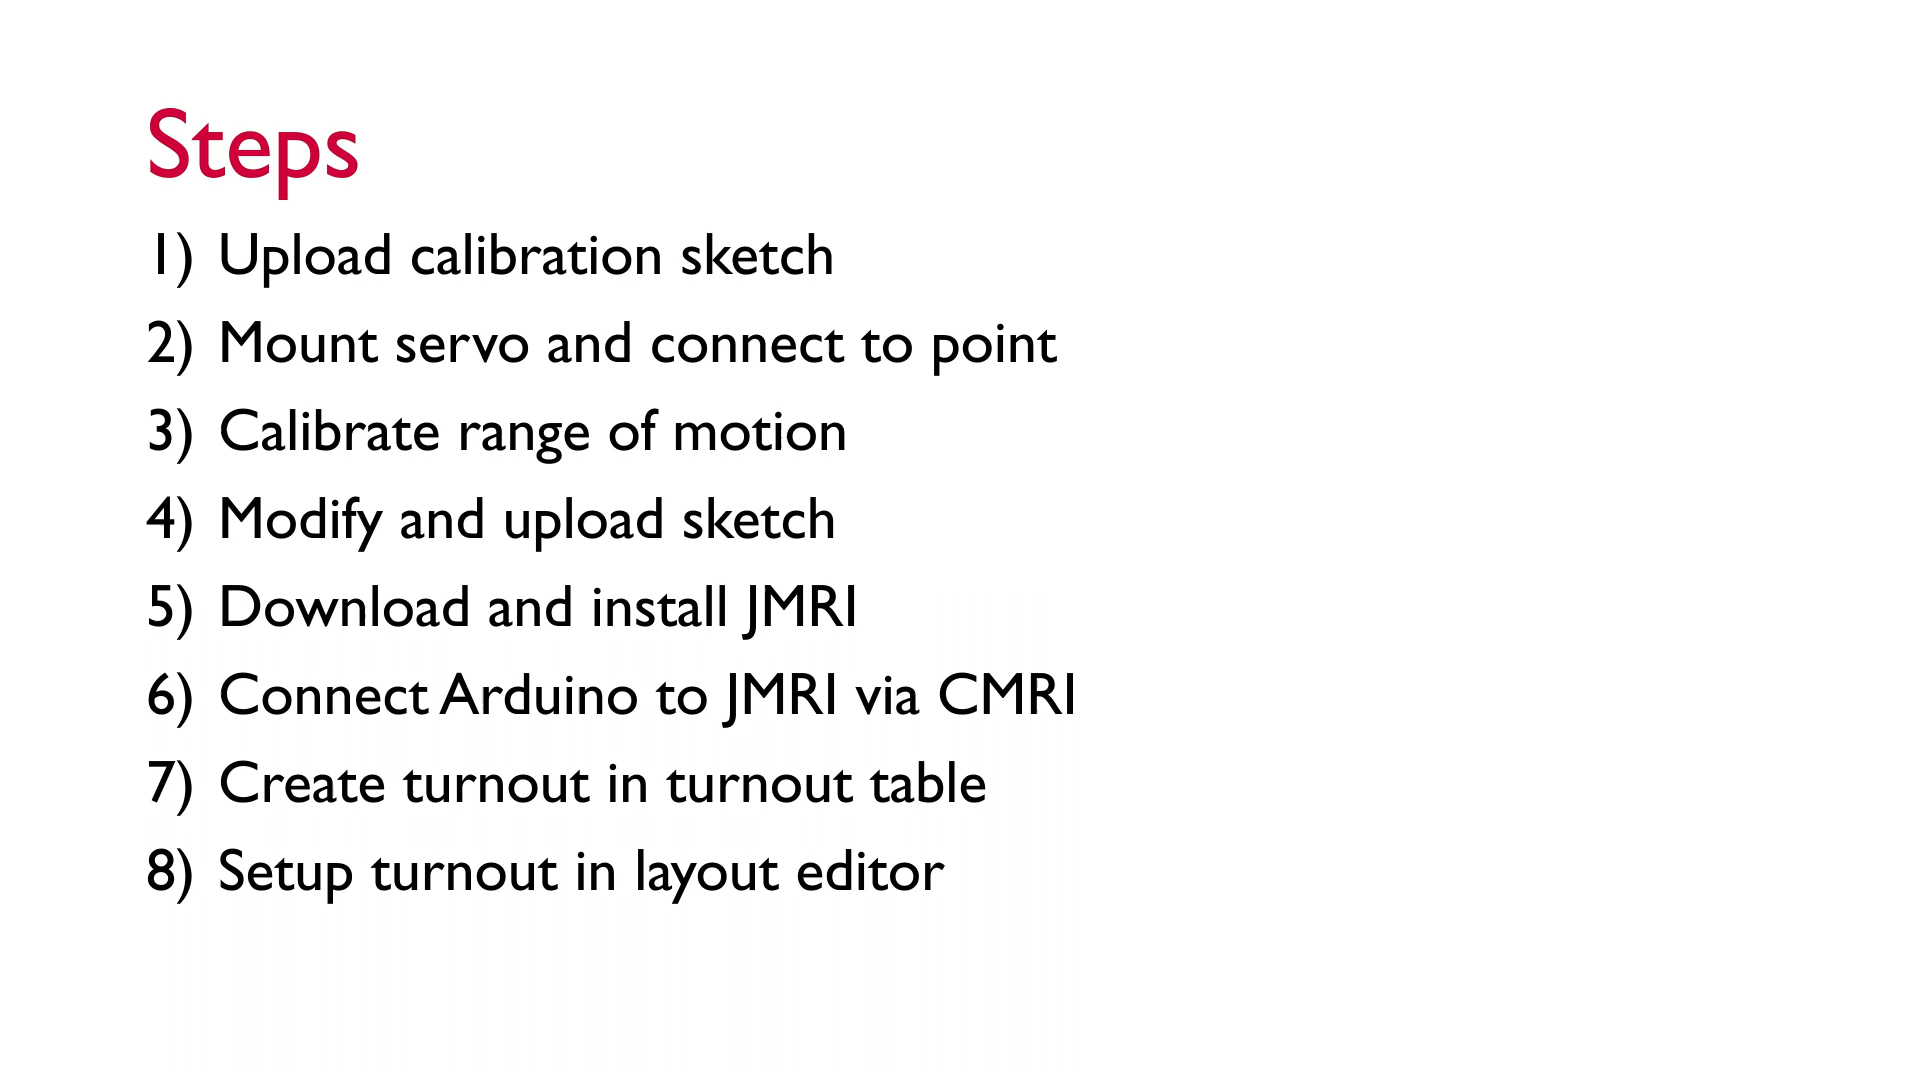 Steps
1) Upload calibration sketch
2) Mount servo and connect to point
3) Calibrate range of motion
4) Modify and upload sketch
5) Download and install JMRI
6) Connect Arduino to JMRI via CMRI
7) Create turnout in turnout table
8) Setup turnout in layout editor